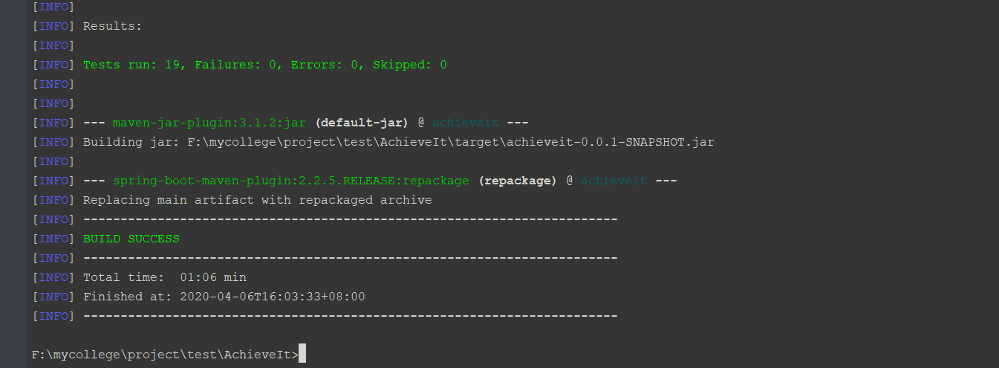 [INFO]
[INFO] Results:
[INFO]
[INFO] Tests run: 19, Failures: 0, Errors: 0, Skipped: 0
[INFO]
[INFO]
[INFO] --- maven-jar-plugin:3.1.2:jar (default-jar) @ achieveit ---
[INFO] Building jar: F:\mycollege\project\test\AchieveIt\target\achieveit-0.0.1-SNAPSHOT.jar
[INFO]
[INFO] --- spring-boot-maven-plugin:2.2.5.RELEASE:repackage (repackage) @ achieveit ---
[INFO] Replacing main artifact with repackaged archive
[INFO] ------------------------------------------------------------------------
[INFO] BUILD SUCCESS
[INFO] ------------------------------------------------------------------------
[INFO] Total time:  01:06 min
[INFO] Finished at: 2020-04-06T16:03:33+08:00
[INFO] ------------------------------------------------------------------------
F:\mycollege\project\test\AchieveIt>